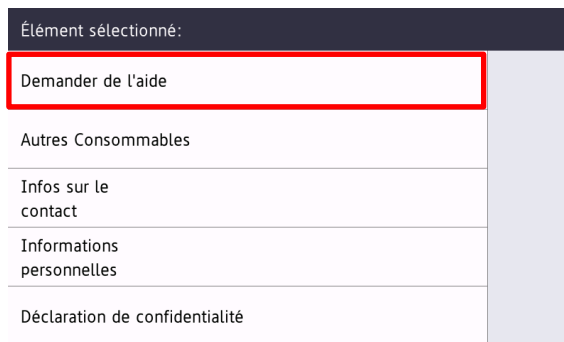 Élément sélectionné:
Demander de l'aide
Autres Consommables
Infos sur le
contact
Informations
personnelles
Déclaration de confidentialité